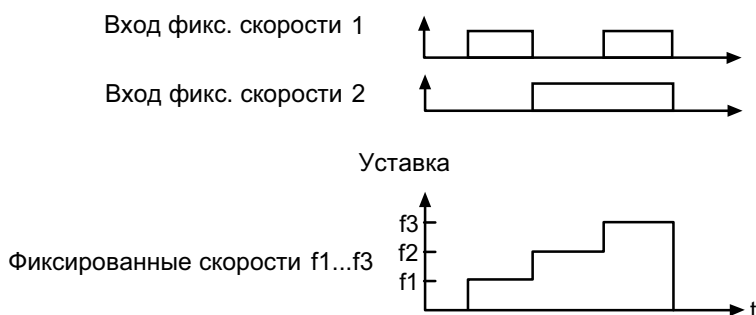 Вход фикс. скорости 1
Вход фикс. скорости 2
Уставка
f3
f2
f1
Фиксированные скорости f1...f3
t